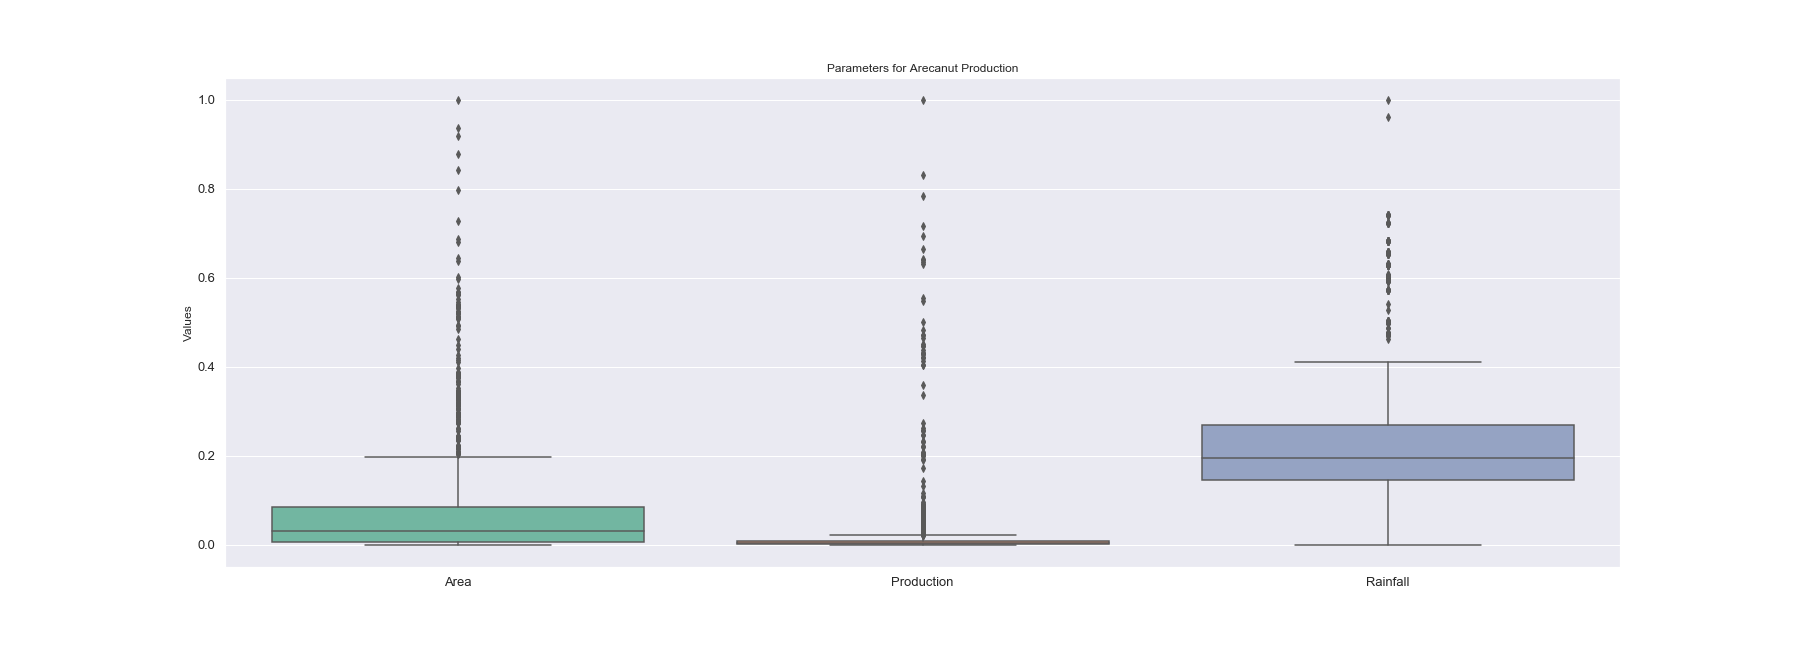 Parameters for Arecanut Production
1.0
0.8
0.6
0.4
0.2
0.0
Values
Area
Production
Rainfall